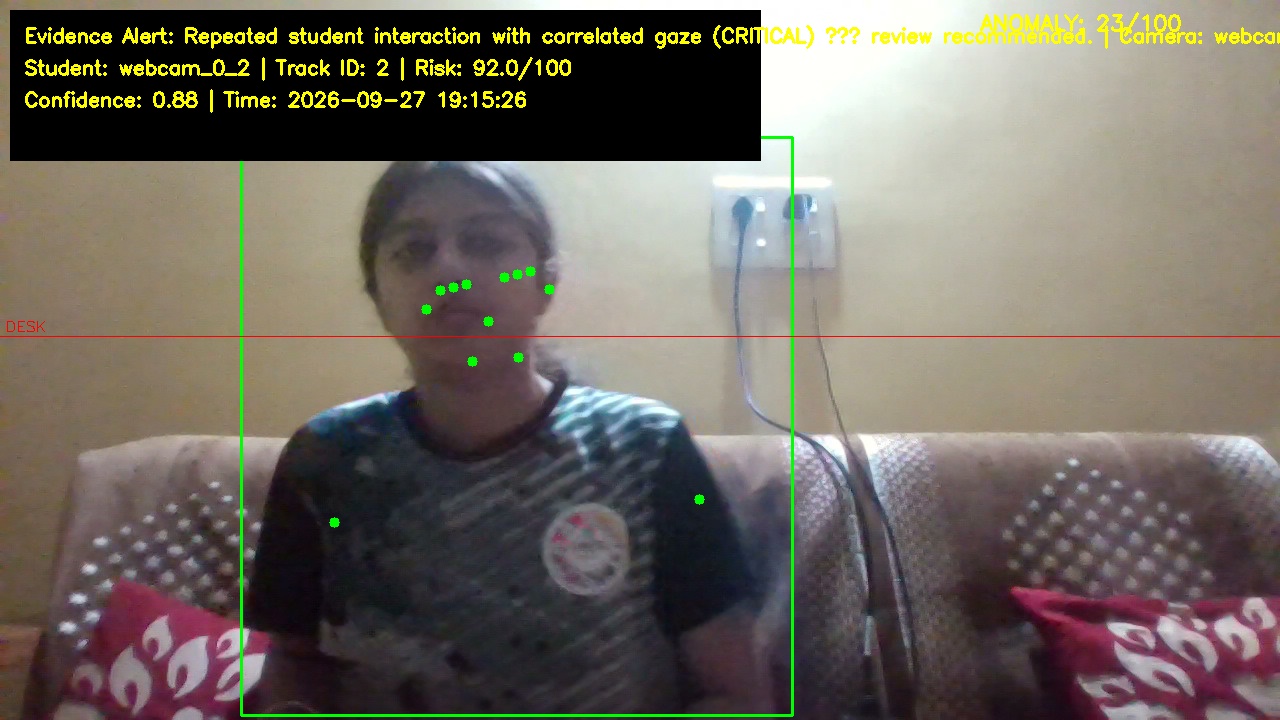 ANOMALY: 23/100
Evidence Alert: Repeated student interaction with correlated gaze (CRITICAL) ??? review recommended. | Camera: webcam
Student: webcam_0_2 | Track ID: 2 | Risk: 92.0/100
Confidence: 0.88 | Time: 2026-09-27 19:15:26
DESK